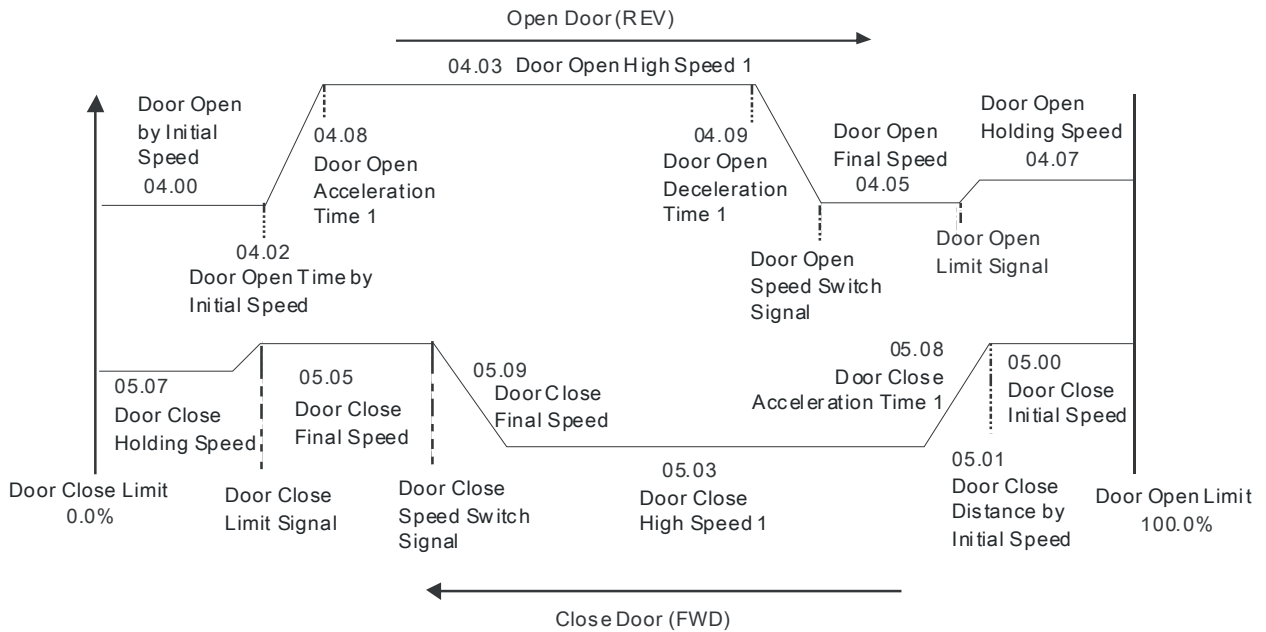 Open Door (REV)
04.03 Door Open High Speed 1
Door Open
by Initial
Speed
04.00
04.08
Door Open
Acceleration
Time 1
04.09
Door Open
Deceleration
Time 1
Door Open
Final Speed
04.05
Door Open
Holding Speed
04.07
04.02
Door Open Time by
Initial Speed
Door Open
Speed Switch
Signal
Door Open
Limit Signal
05.07
Door Close
Holding Speed
05.05
Door Close
Final Speed
05.09
Door Close
Final Speed
05.08
Door Close
Acceleration Time 1
05.00
Door Close
Initial Speed
Door Close Limit
0.0%
Door Close
Limit Signal
Door Close
Speed Switch
Signal
05.03
Door Close
High Speed 1
05.01
Door Close
Distance by
Initial Speed
Door Open Limit
100.0%
Close Door (FWD)